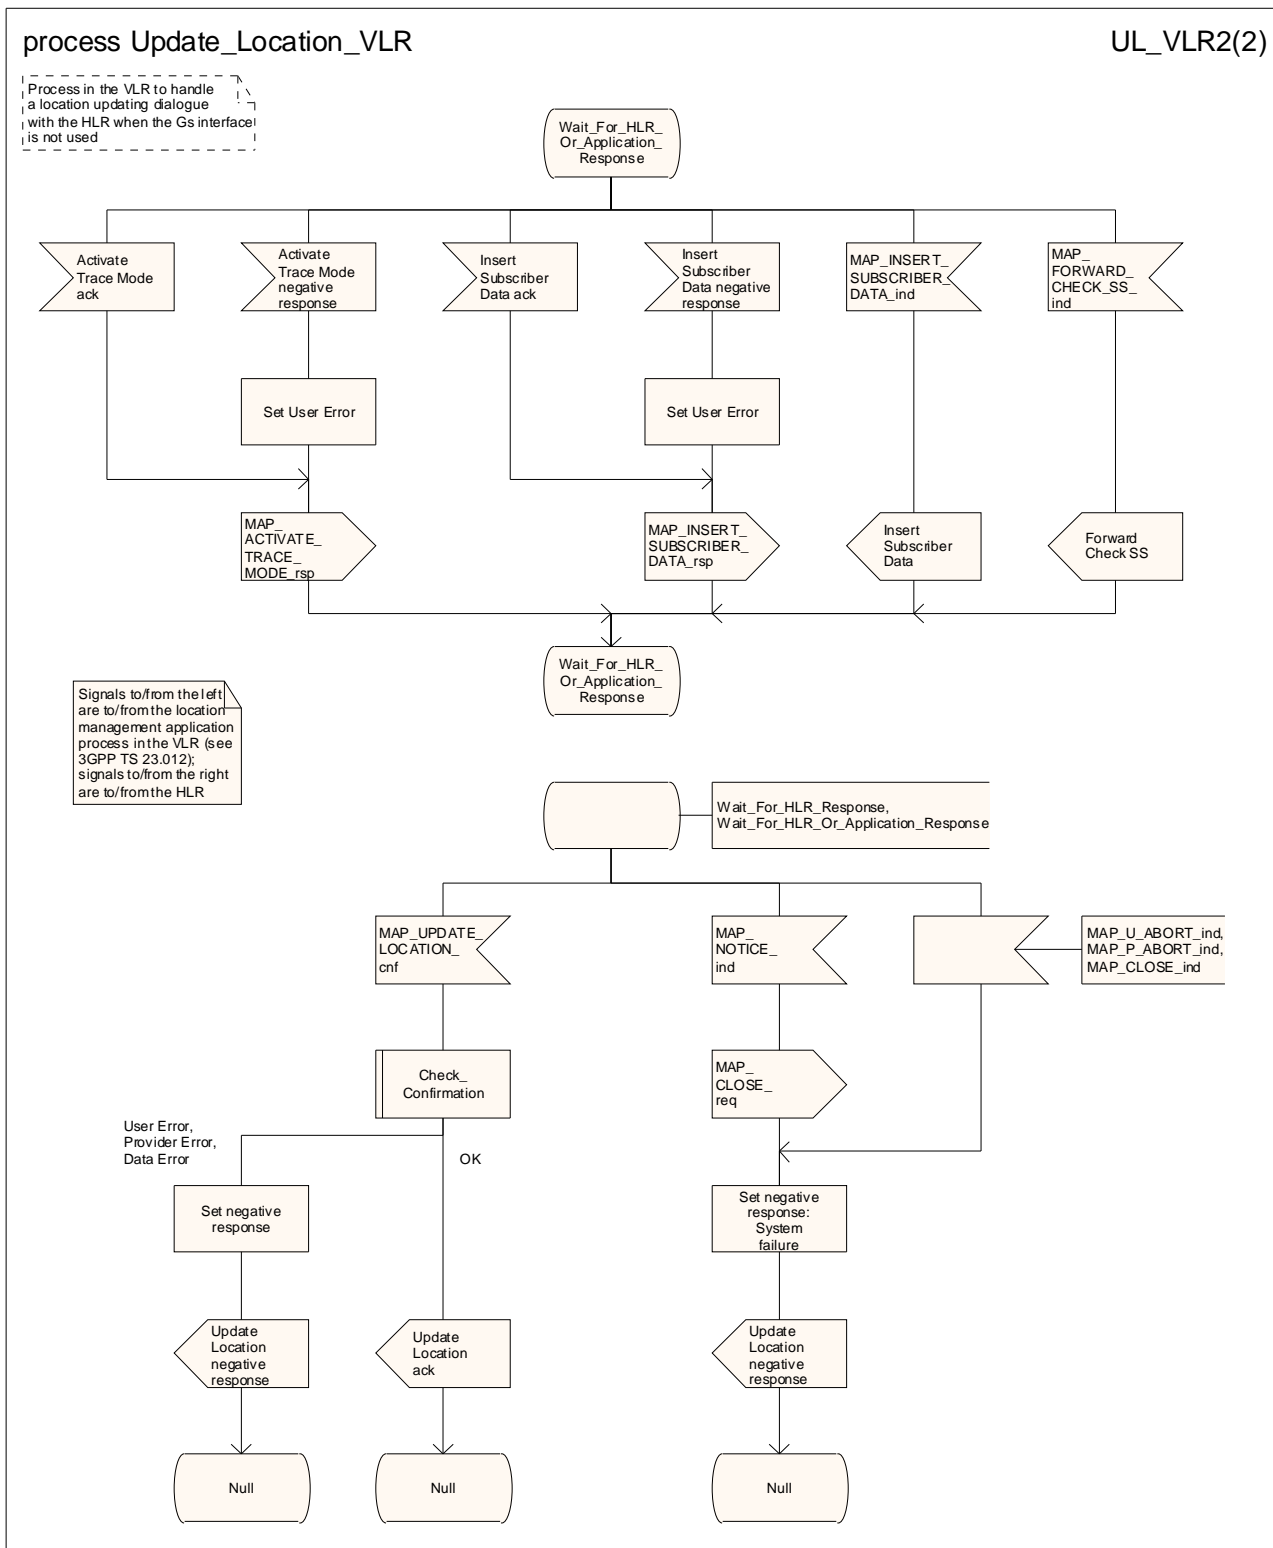 process Update_Location_VLR
UL_VLR2(2)
Process in the VLR to handle
a location updating dialogue
with the HLR when the Gs interface
is not used
Wait_For_HLR_
Or_Application_
Response
Activate
Trace Mode
ack
Activate
Trace Mode
negative
response
Insert
Subscriber
Data ack
Insert
Subscriber
Data negative
response
MAP_INSERT_
SUBSCRIBER_
DATA_ind
MAP_
FORWARD_
CHECK_SS_
ind
Set User Error
Set User Error
MAP_
ACTIVATE_
TRACE_
MODE_rsp
MAP_INSERT_
SUBSCRIBER_
DATA_rsp
Insert
Subscriber
Data
Forward
Check SS
Wait_For_HLR_
Or_Application_
Response
Signals to/from the left
are to/from the location
management application
process in the VLR (see
3GPP TS 23.012);
signals to/from the right
are to/from the HLR
Wait_For_HLR_Response,
Wait_For_HLR_Or_Application_Response
MAP_UPDATE_
LOCATION_
cnf
MAP_
NOTICE_
ind
MAP_U_ABORT_ind,
MAP_P_ABORT_ind,
MAP_CLOSE_ind
Check_
Confirmation
MAP_
CLOSE_
req
User Error,
Provider Error,
Data Error
OK
Set negative
response
Set negative
response:
System
failure
Update
Location
negative
response
Update
Location
ack
Update
Location
negative
response
Null
Null
Null